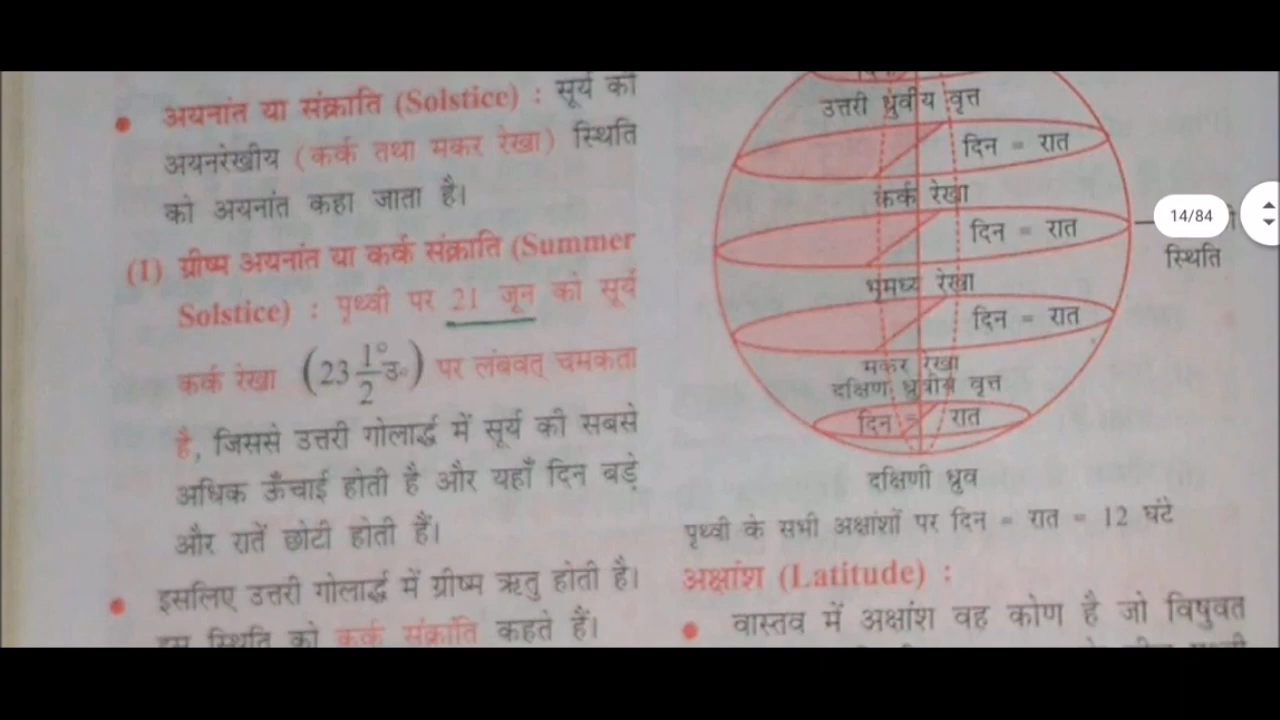 अयनांत या संक्राति (Solstice) : सूर्य की
अयनरेखीय (कर्क तथा मकर रेखा) स्थिति
को अयनांत कहा जाता है।
(1) ग्रीष्म अयनांत या कर्क संक्राति (Summer
Solstice) : पृथ्वी पर 21 जून को सूर्य
कर्क रेखा (23 1/2° उ॰) पर लंबवत् चमकता
है, जिससे उत्तरी गोलार्द्ध में सूर्य की सबसे
अधिक ऊँचाई होती है और यहाँ दिन बड़े
और रातें छोटी होती हैं।
इसलिए उत्तरी गोलार्द्ध में ग्रीष्म ऋतु होती है।
इस स्थिति को कर्क संक्रांति कहते हैं।
उत्तरी ध्रुवीय वृत्त
दिन = रात
कर्क रेखा
दिन = रात
भूमध्य रेखा
दिन = रात
मकर रेखा
दक्षिण ध्रुवीय वृत्त
दिन = रात
दक्षिणी ध्रुव
स्थिति
14/84
पृथ्वी के सभी अक्षांशों पर दिन = रात = 12 घंटे
अक्षांश (Latitude) :
वास्तव में अक्षांश वह कोण है जो विषुवत